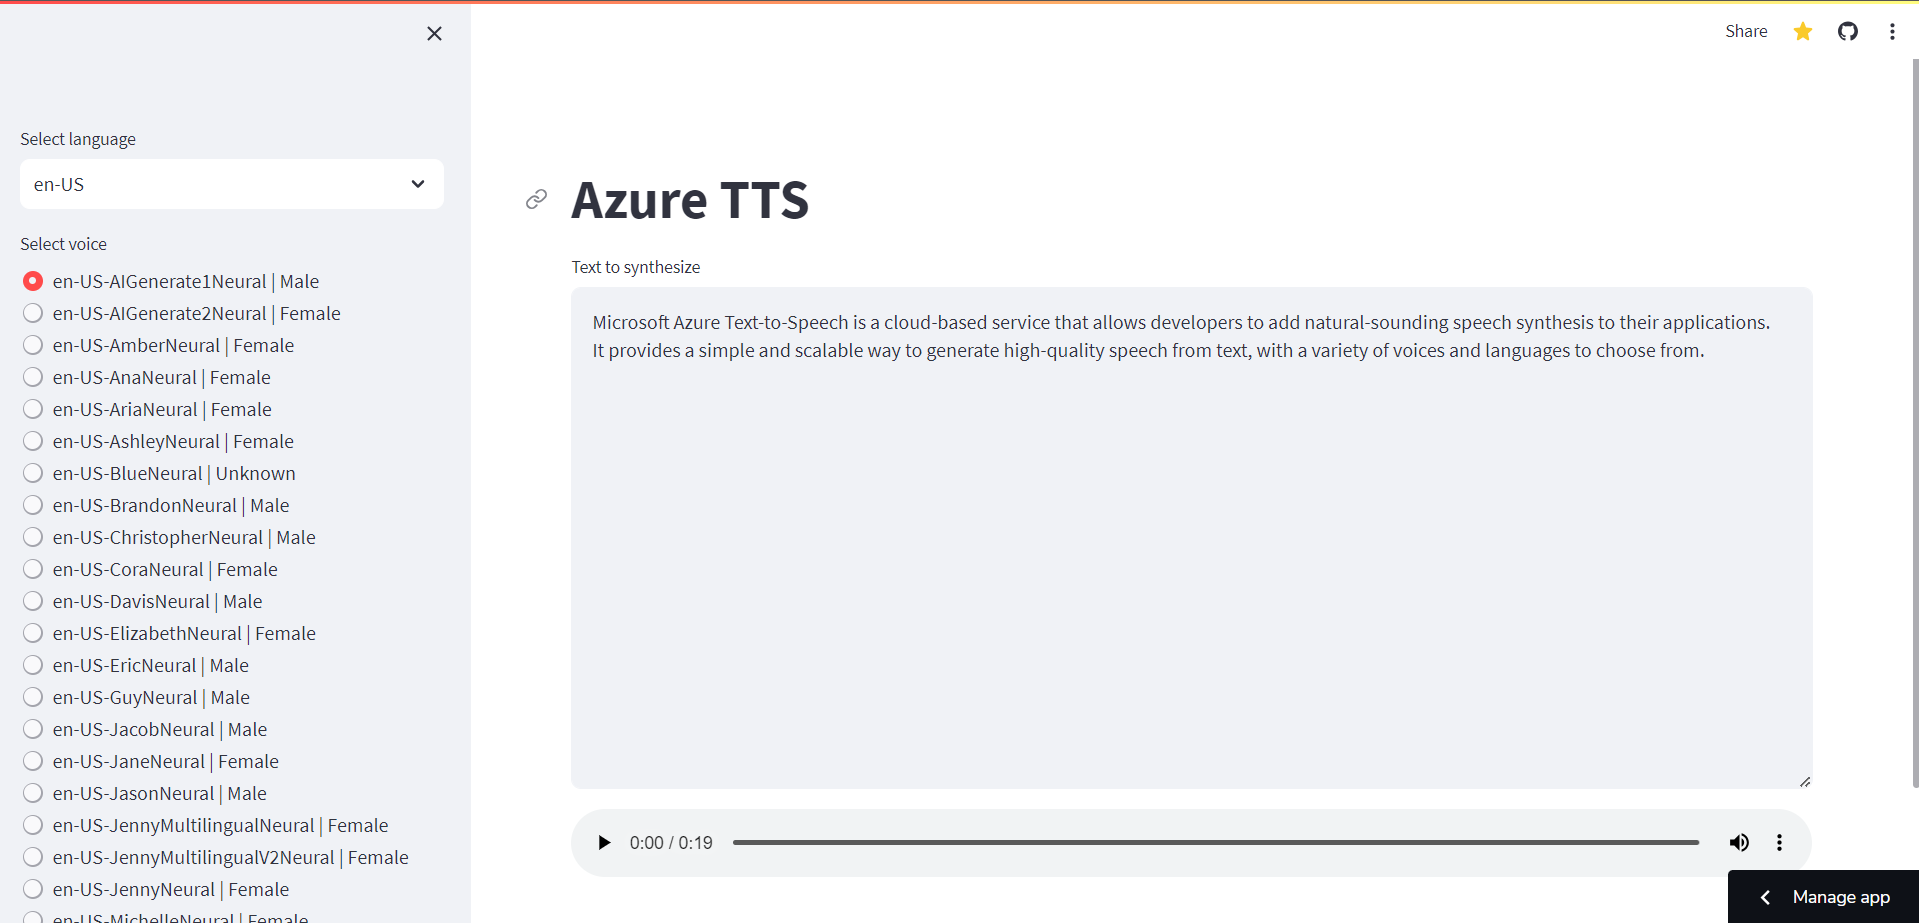 Share
Select language
en-US
Select voice
en-US-AIGenerate1Neural | Male
en-US-AIGenerate2Neural | Female
en-US-AmberNeural | Female
en-US-AnaNeural | Female
en-US-AriaNeural | Female
en-US-AshleyNeural | Female
en-US-BlueNeural | Unknown
en-US-BrandonNeural | Male
en-US-ChristopherNeural | Male
en-US-CoraNeural | Female
en-US-DavisNeural | Male
en-US-ElizabethNeural | Female
en-US-EricNeural | Male
en-US-GuyNeural | Male
en-US-JacobNeural | Male
en-US-JaneNeural | Female
en-US-JasonNeural | Male
en-US-JennyMultilingualNeural | Female
en-US-JennyMultilingualV2Neural | Female
en-US-JennyNeural | Female
en-US-MichelleNeural | Female
Azure TTS
Text to synthesize
Microsoft Azure Text-to-Speech is a cloud-based service that allows developers to add natural-sounding speech synthesis to their applications.
It provides a simple and scalable way to generate high-quality speech from text, with a variety of voices and languages to choose from.
0:00 / 0:19
Manage app